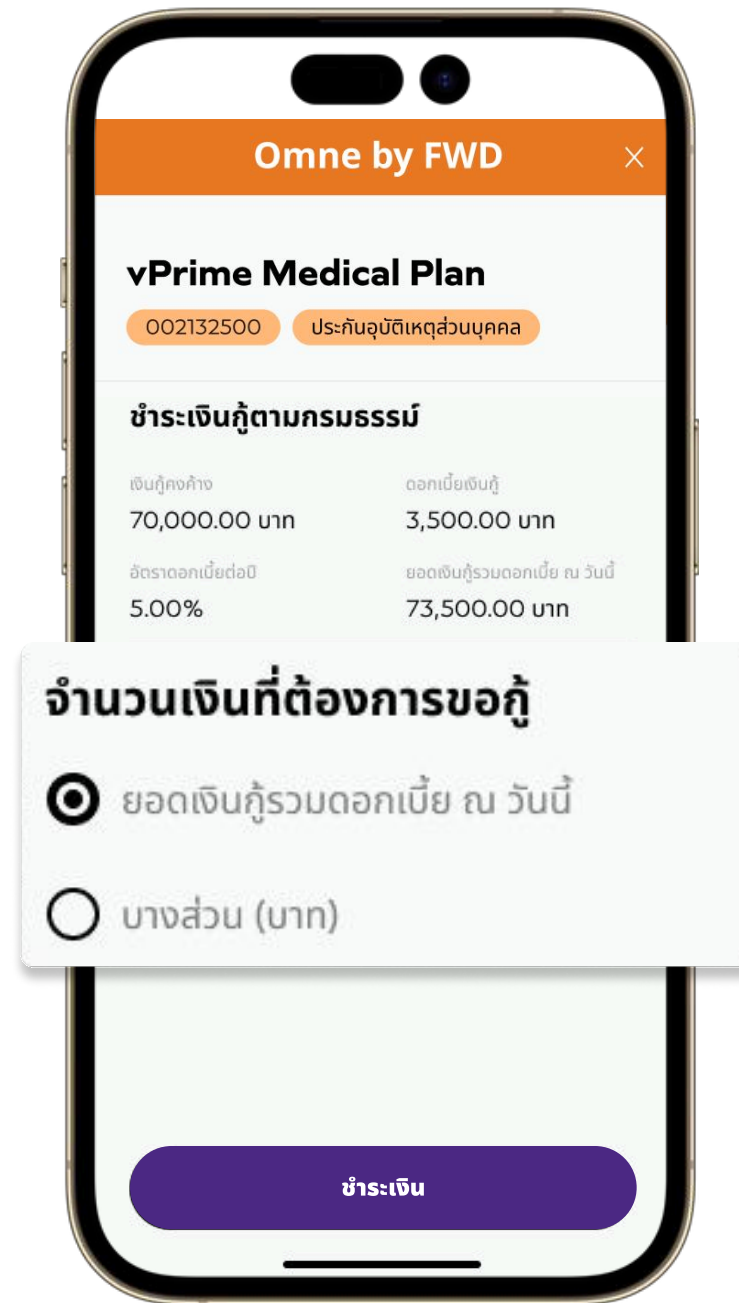 Omne by FWD
vPrime Medical Plan
002132500 ประกันอุบัติเหตุส่วนบุคคล
ชำระเงินกู้ตามกรมธรรม์
เงินกู้คงค้าง ดอกเบี้ยเงินกู้
70,000.00 บาท 3,500.00 บาท
อัตราดอกเบี้ยต่อปี ยอดเงินกู้รวมดอกเบี้ย ณ วันนี้
5.00% 73,500.00 บาท
จำนวนเงินที่ต้องการขอกู้
ยอดเงินกู้รวมดอกเบี้ย ณ วันนี้
บางส่วน (บาท)
ชำระเงิน